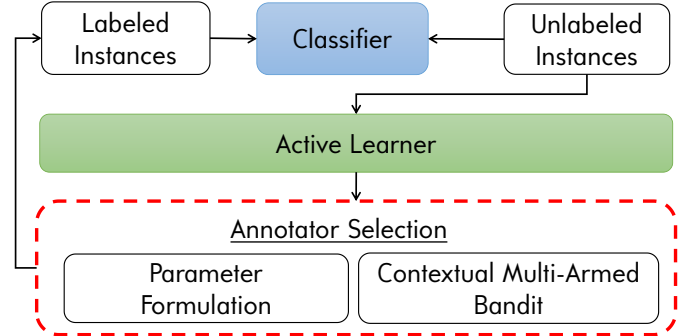 Labeled
Instances
Classifier
Unlabeled
Instances
Active Learner
Annotator Selection
Parameter
Formulation
Contextual Multi-Armed
Bandit